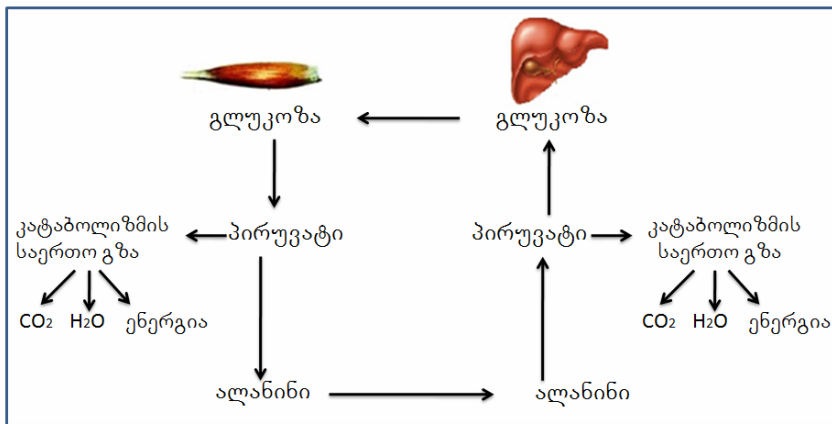 გლუკოზა
გლუკოზა
კატაბოლიზმის
საერთო გზა
პირუვატი
პირუვატი
კატაბოლიზმის
საერთო გზა
CO2 H2O ენერგია
CO2 H2O ენერგია
ალანინი
ალანინი